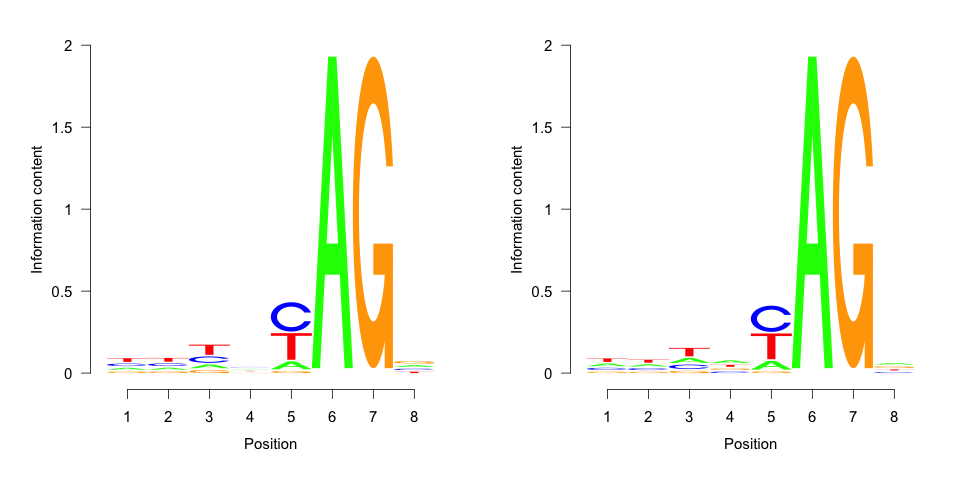 2
1.5
1
0.5
0
Information content
C
T
A
G
1 2 3 4 5 6 7 8
Position
2
1.5
1
0.5
0
Information content
C
T
A
G
1 2 3 4 5 6 7 8
Position